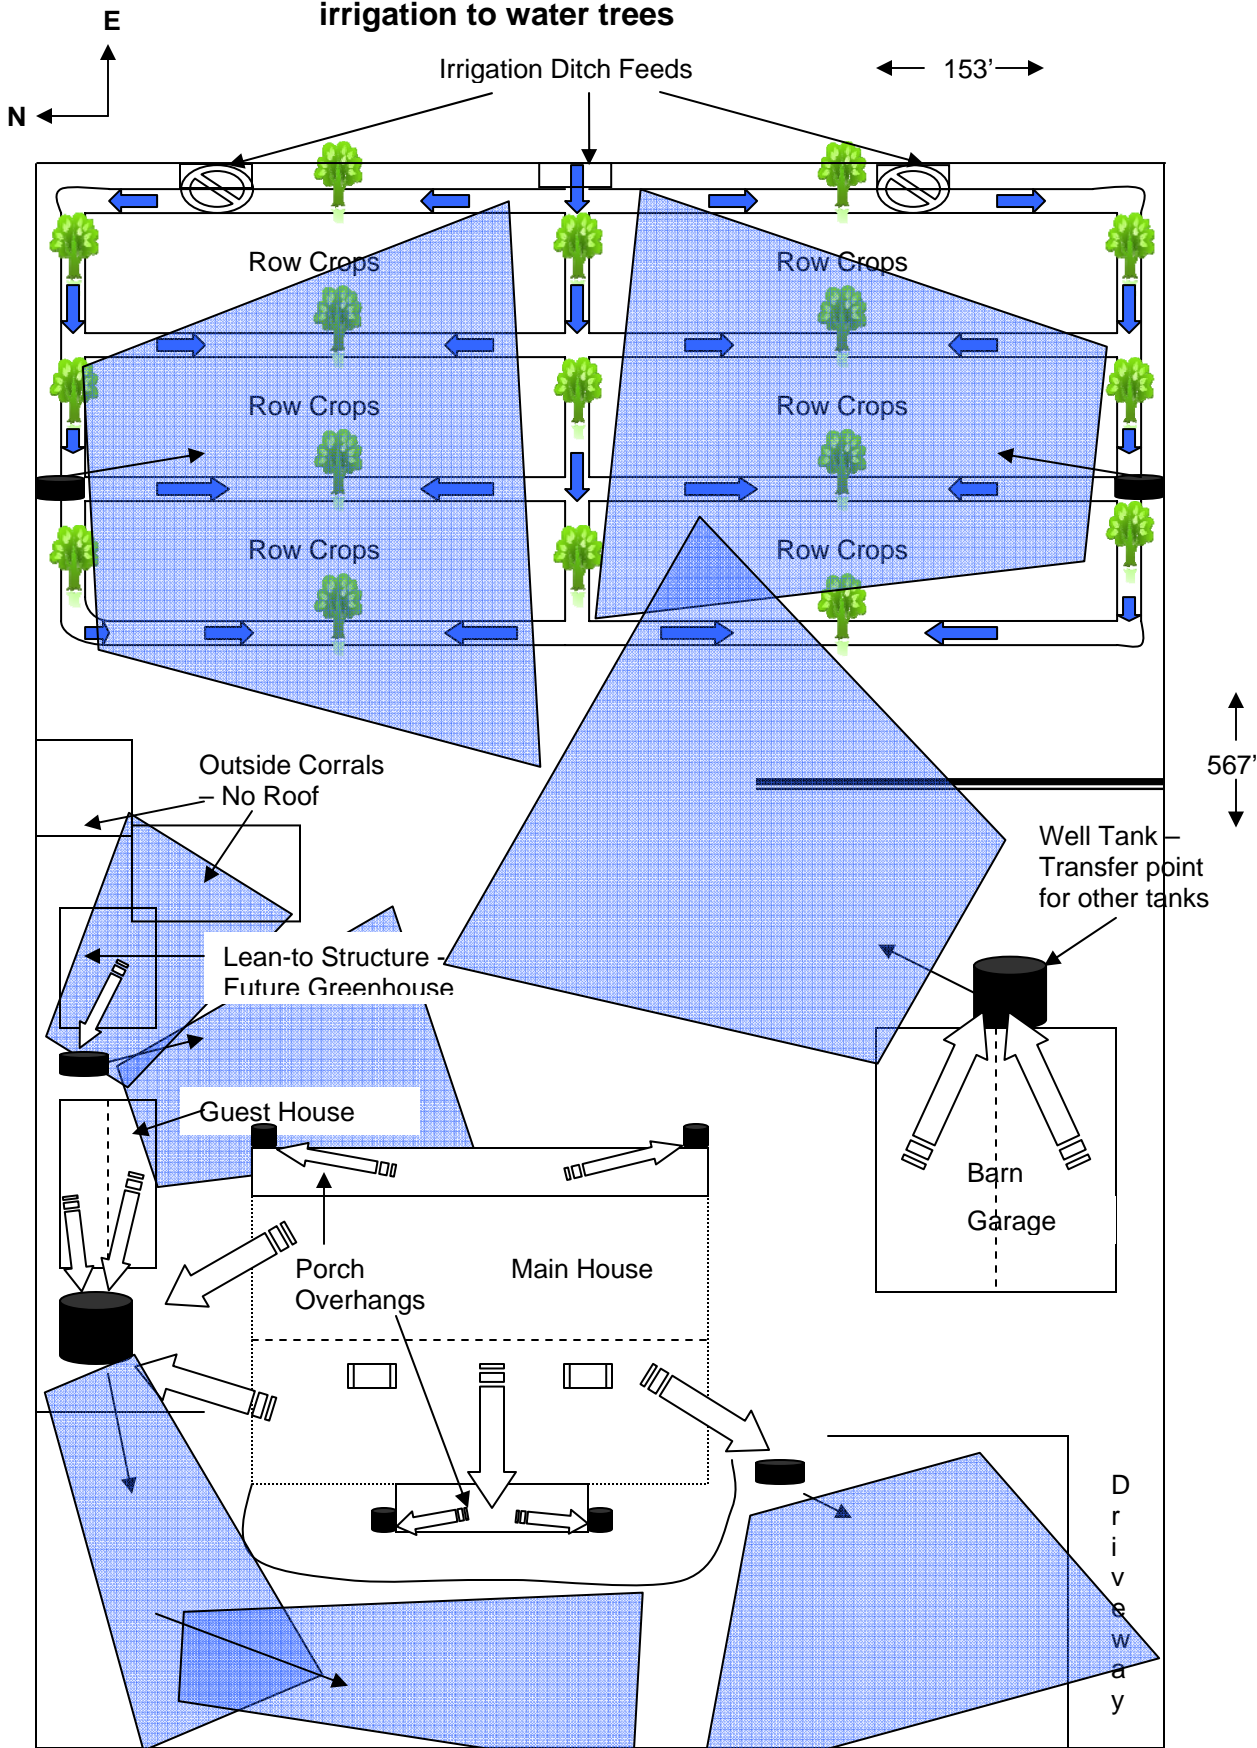 irrigation to water trees
E
N
Irrigation Ditch Feeds
153’
Row Crops
Row Crops
Row Crops
Row Crops
Row Crops
Row Crops
567’
Outside Corrals
– No Roof
Well Tank –
Transfer point
for other tanks
Lean-to Structure -
Future Greenhouse
Guest House
Barn
Garage
Porch
Overhangs
Main House
Driveway